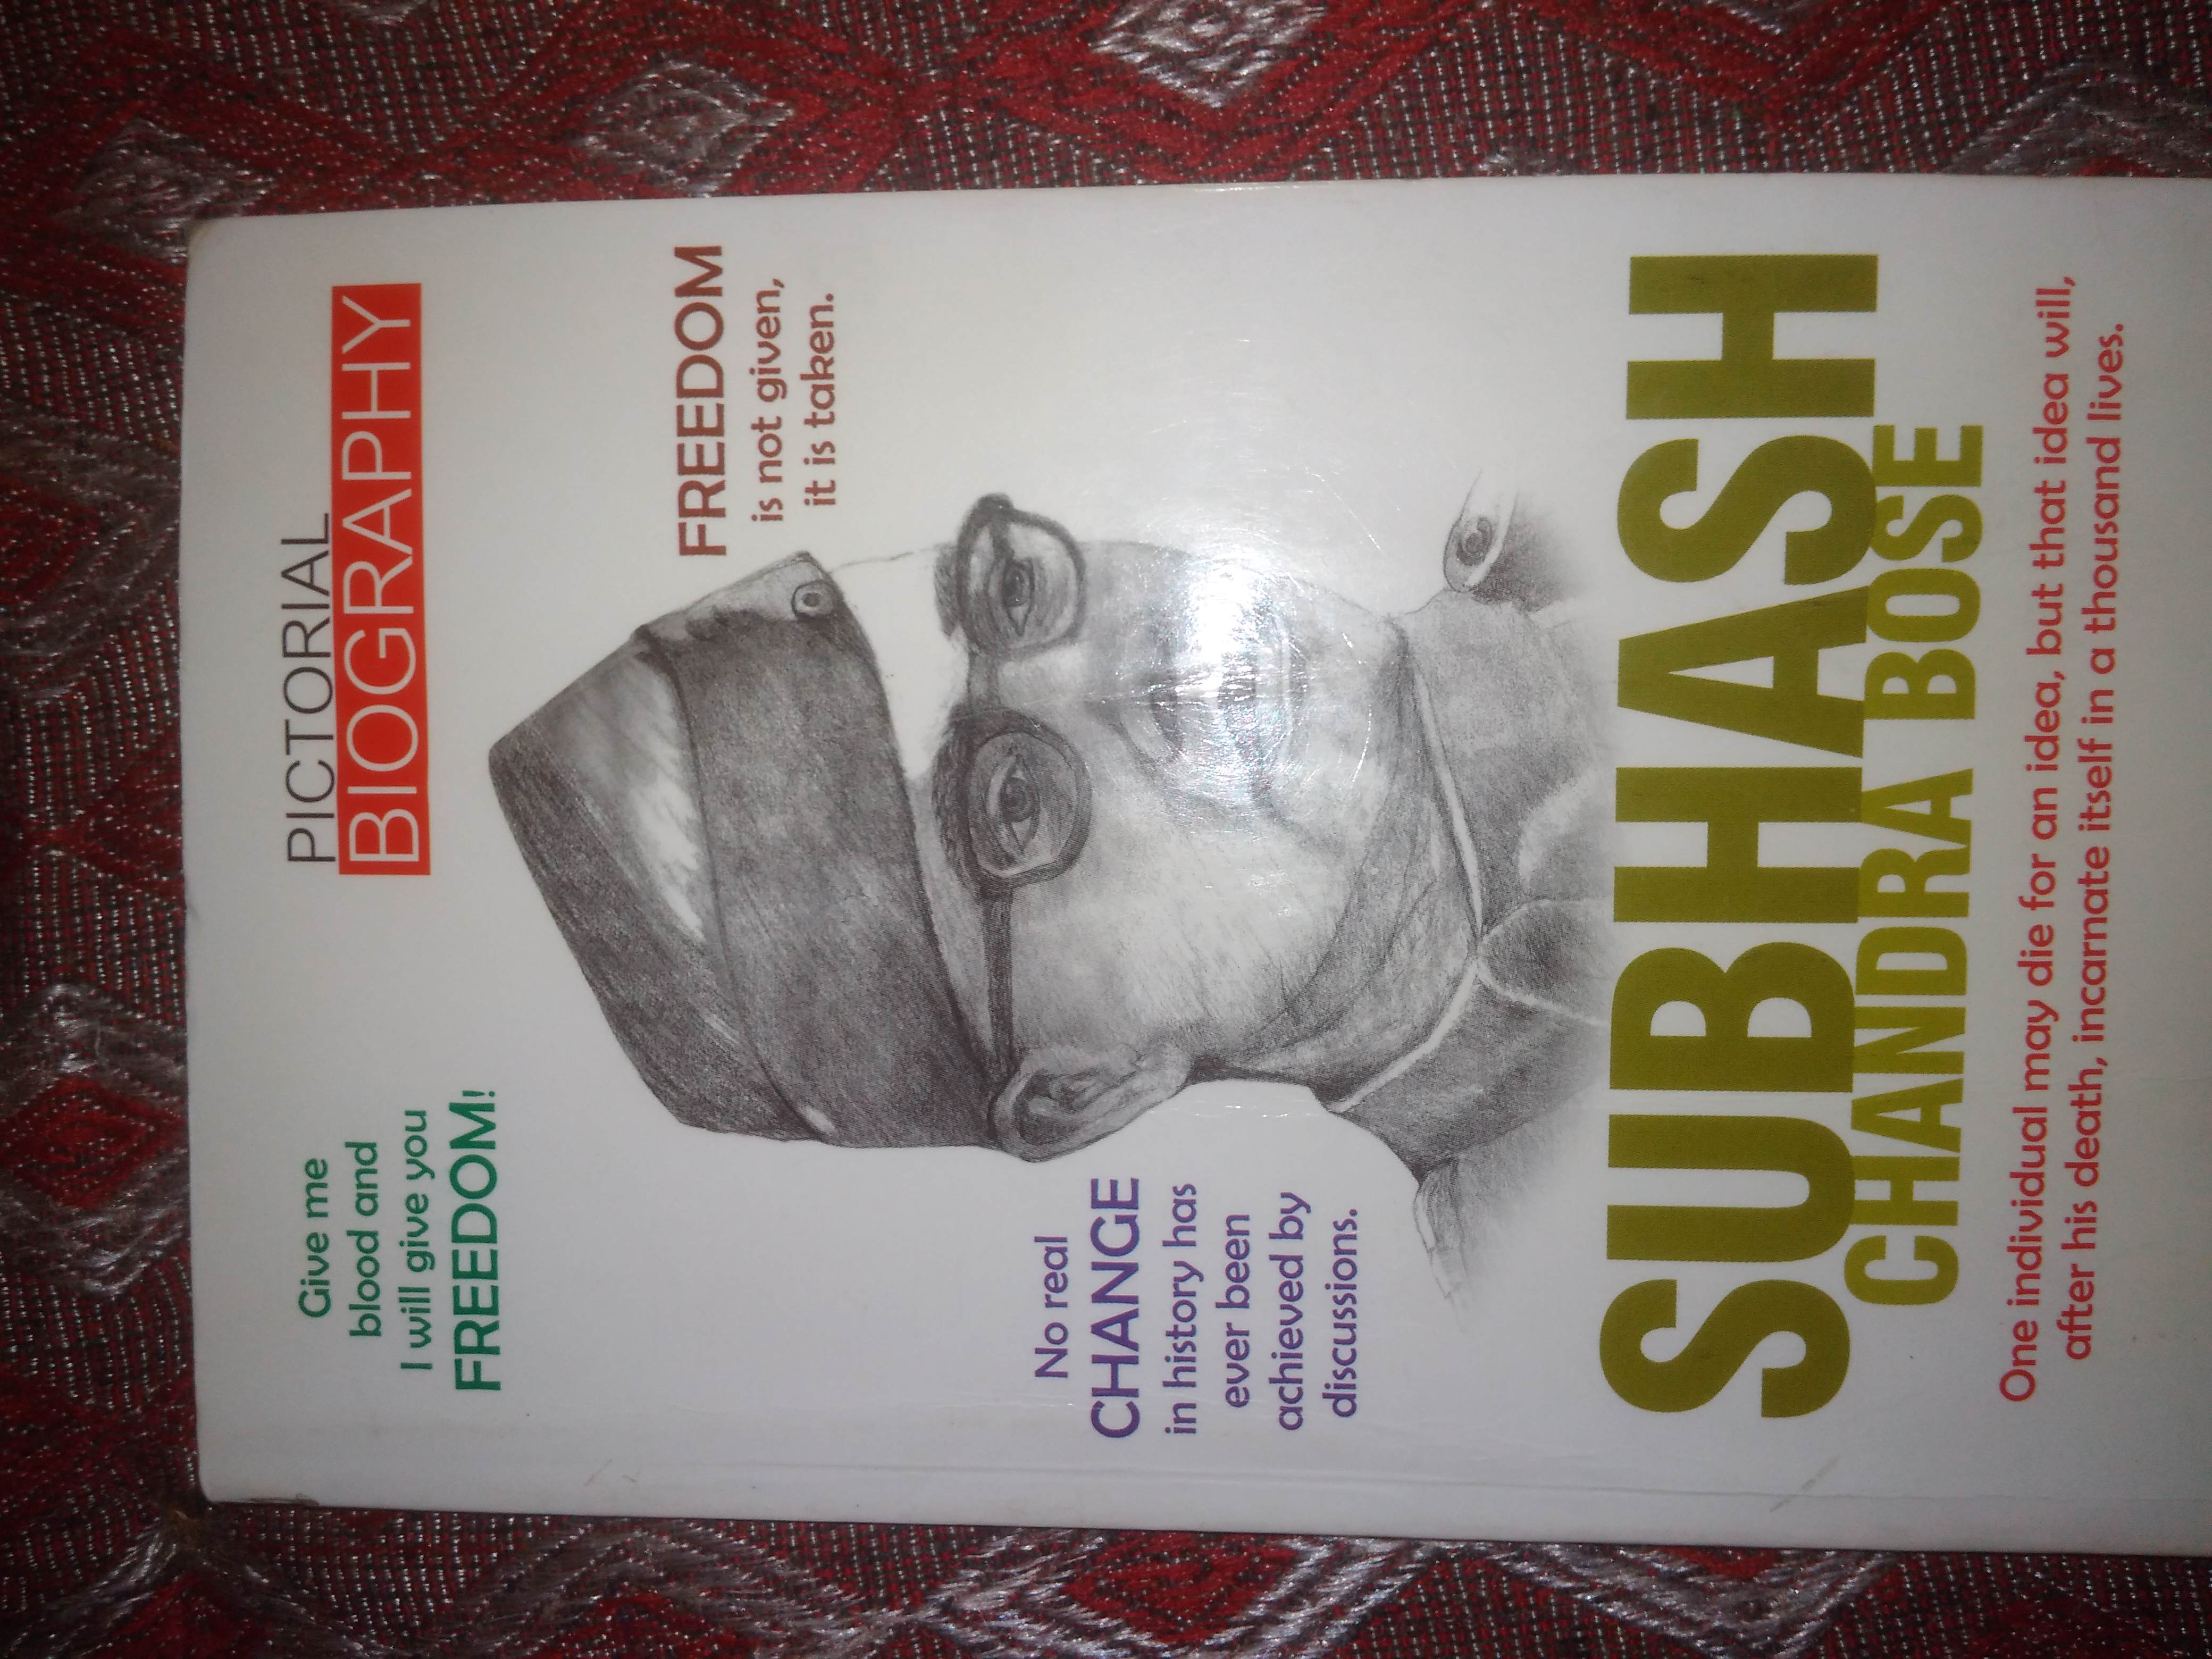 PICTORIAL
BIOGRAPHY
Give me
blood and
I will give you
FREEDOM!
FREEDOM
is not given,
it is taken.
No real
CHANGE
in history has
ever been
achieved by
discussions.
SUBHASH
CHANDRA BOSE
One individual may die for an idea, but that idea will,
after his death, incarnate itself in a thousand lives.